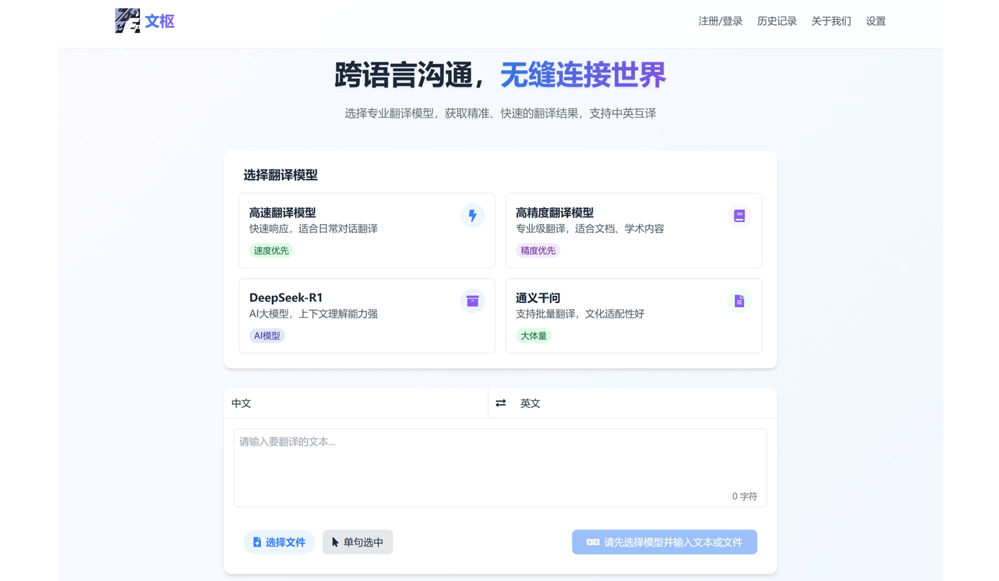 文枢
注册/登录 历史记录 关于我们 设置
跨语言沟通，无缝连接世界
选择专业翻译模型，获取精准、快速的翻译结果，支持中英互译
选择翻译模型
高速翻译模型
快速响应，适合日常对话翻译
速度优先
高精度翻译模型
专业级翻译，适合文档、学术内容
精度优先
DeepSeek-R1
AI大模型，上下文理解能力强
AI模型
通义千问
支持批量翻译，文化适配性好
大体量
中文
英文
请输入要翻译的文本...
0 字符
选择文件
单句选中
请先选择模型并输入文本或文件